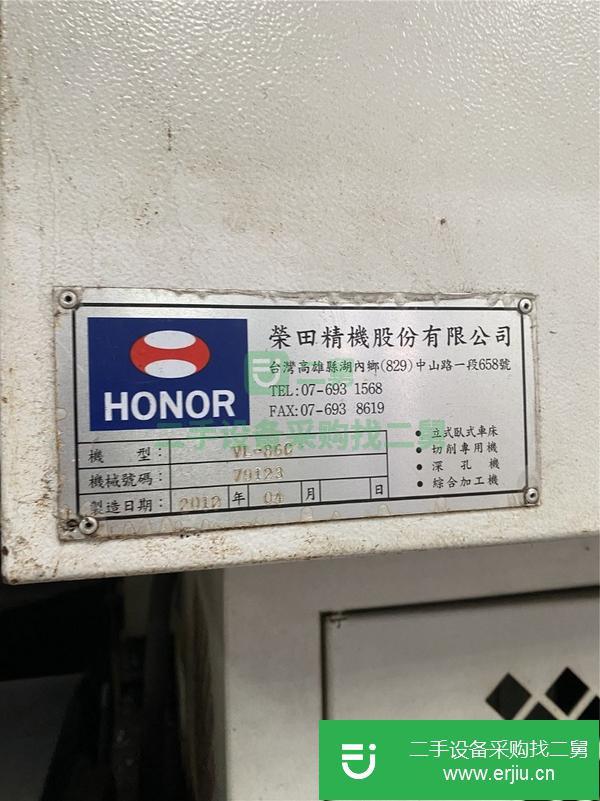 榮田精機股份有限公司
台灣高雄縣湖內鄉(829)中山路一段658號
TEL:07-693 1568
FAX:07-693 8619
HONOR
二舅
二手设备采购找二舅
機 型: VL-86C
機械號碼: 79123
製造日期: 2012 年 04 月 日
• 立式臥式車床
• 切削專用機
• 深孔機
• 綜合加工機
二手设备采购找二舅
www.erjiu.cn